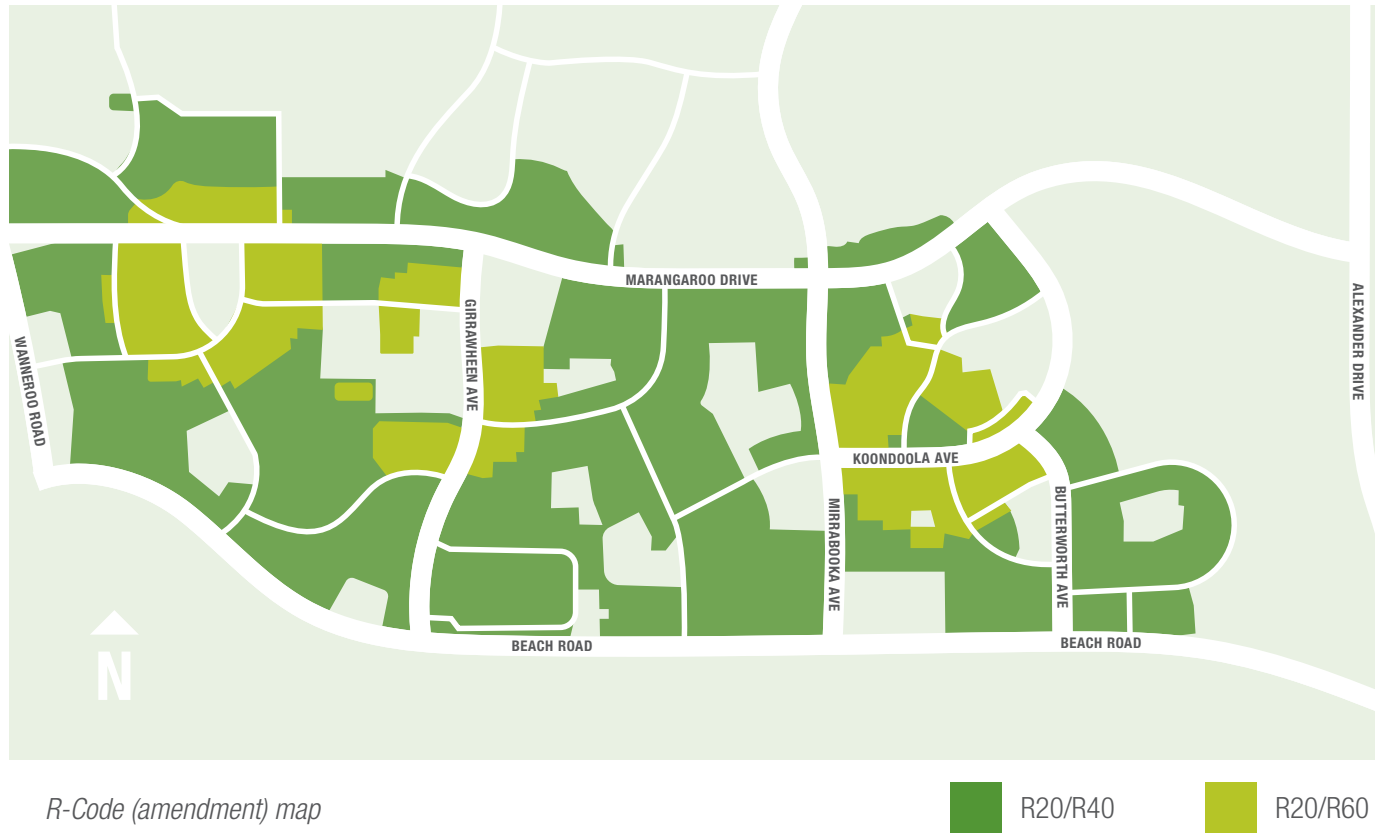 MARANGAROO DRIVE
ALEXANDER DRIVE
GIRRAWHEEN AVE
WANNEROO ROAD
KOONDOOLA AVE
BUTTERWORTH AVE
MIRRABOOKA AVE
BEACH ROAD
BEACH ROAD
N
R-Code (amendment) map
R20/R40
R20/R60